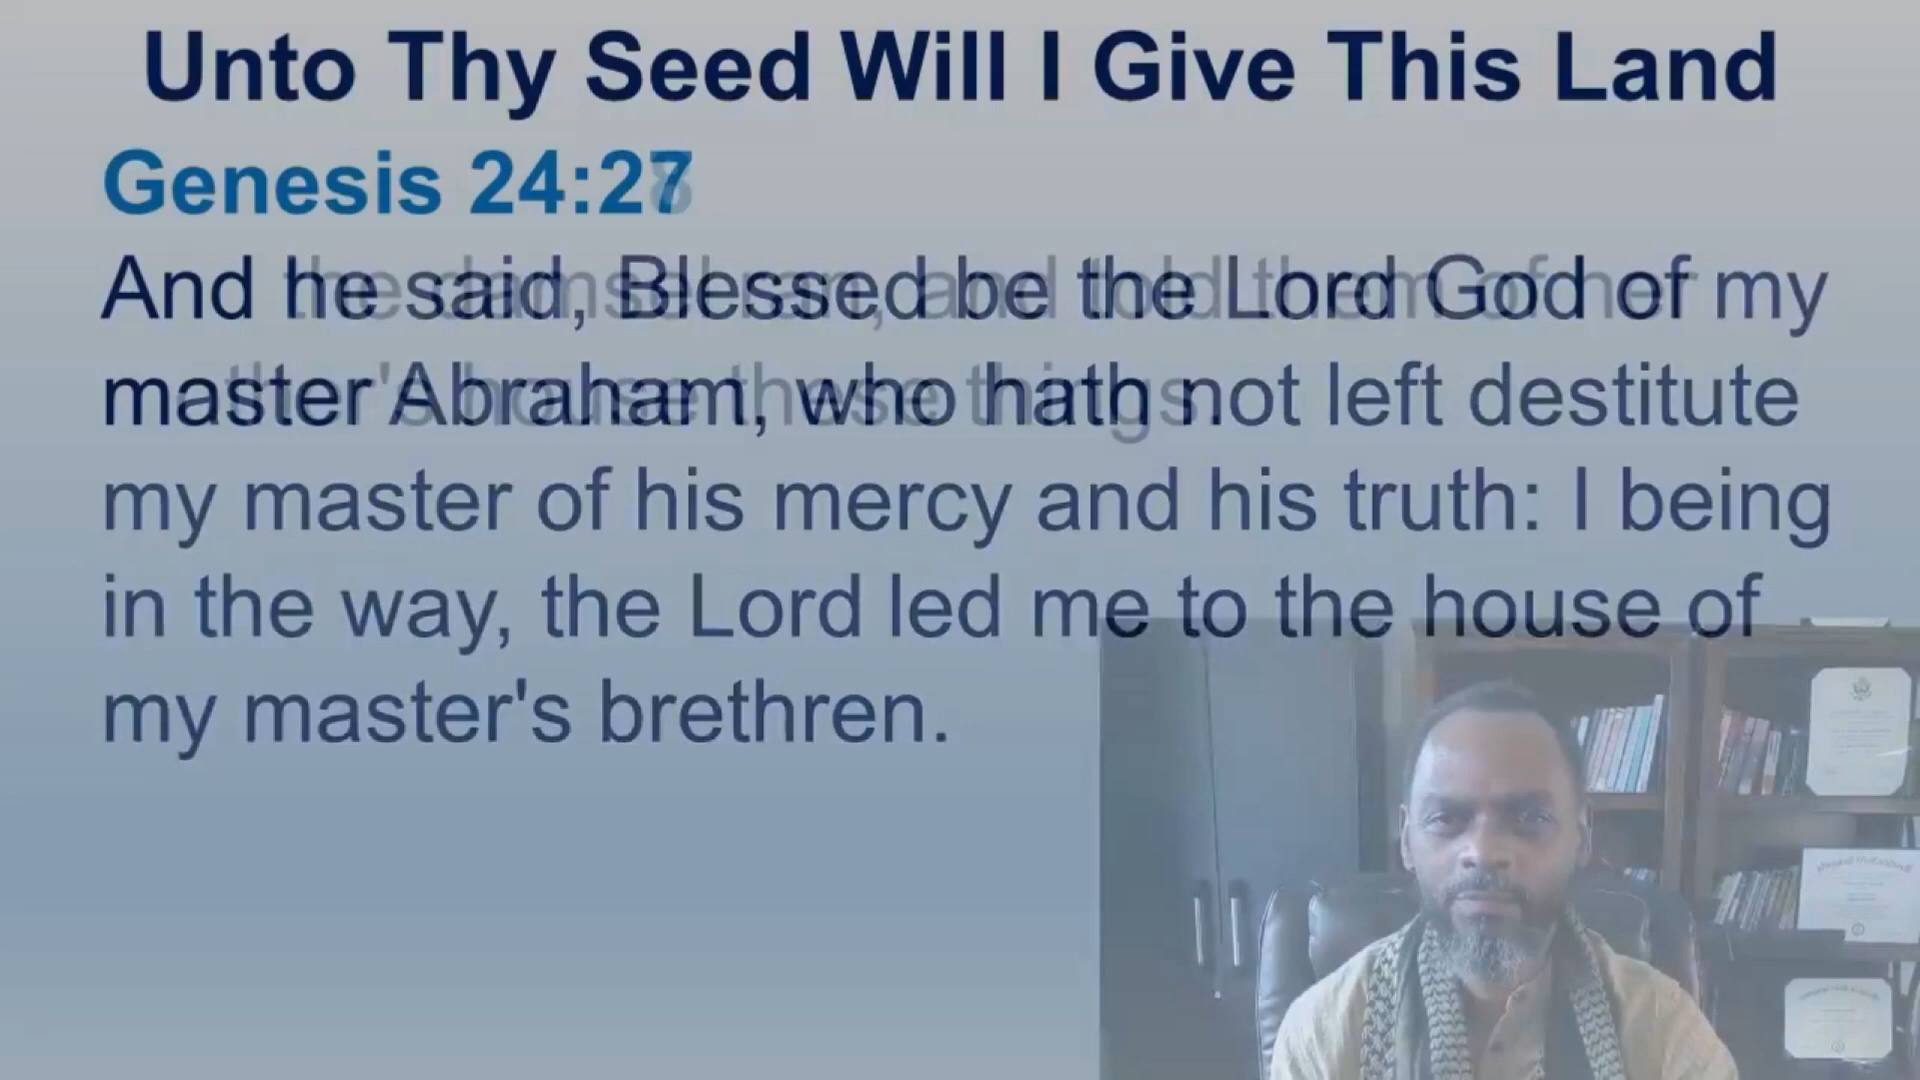 Unto Thy Seed Will I Give This Land
Genesis 24:27
And he said, Blessed be the Lord God of my
master Abraham, who hath not left destitute
my master of his mercy and his truth: I being
in the way, the Lord led me to the house of
my master's brethren.